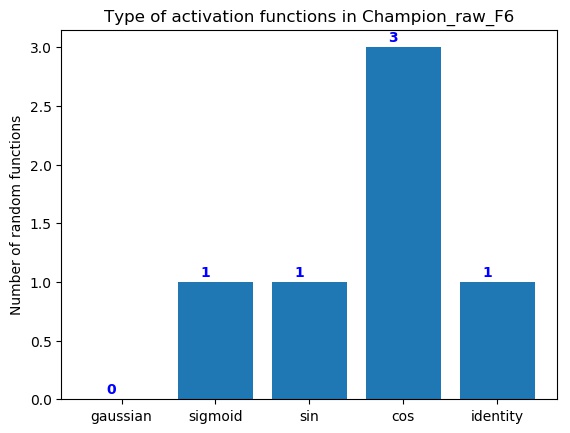 Type of activation functions in Champion_raw_F6
Number of random functions
3.0
2.5
2.0
1.5
1.0
0.5
0.0
0
1
1
3
1
gaussian
sigmoid
sin
cos
identity